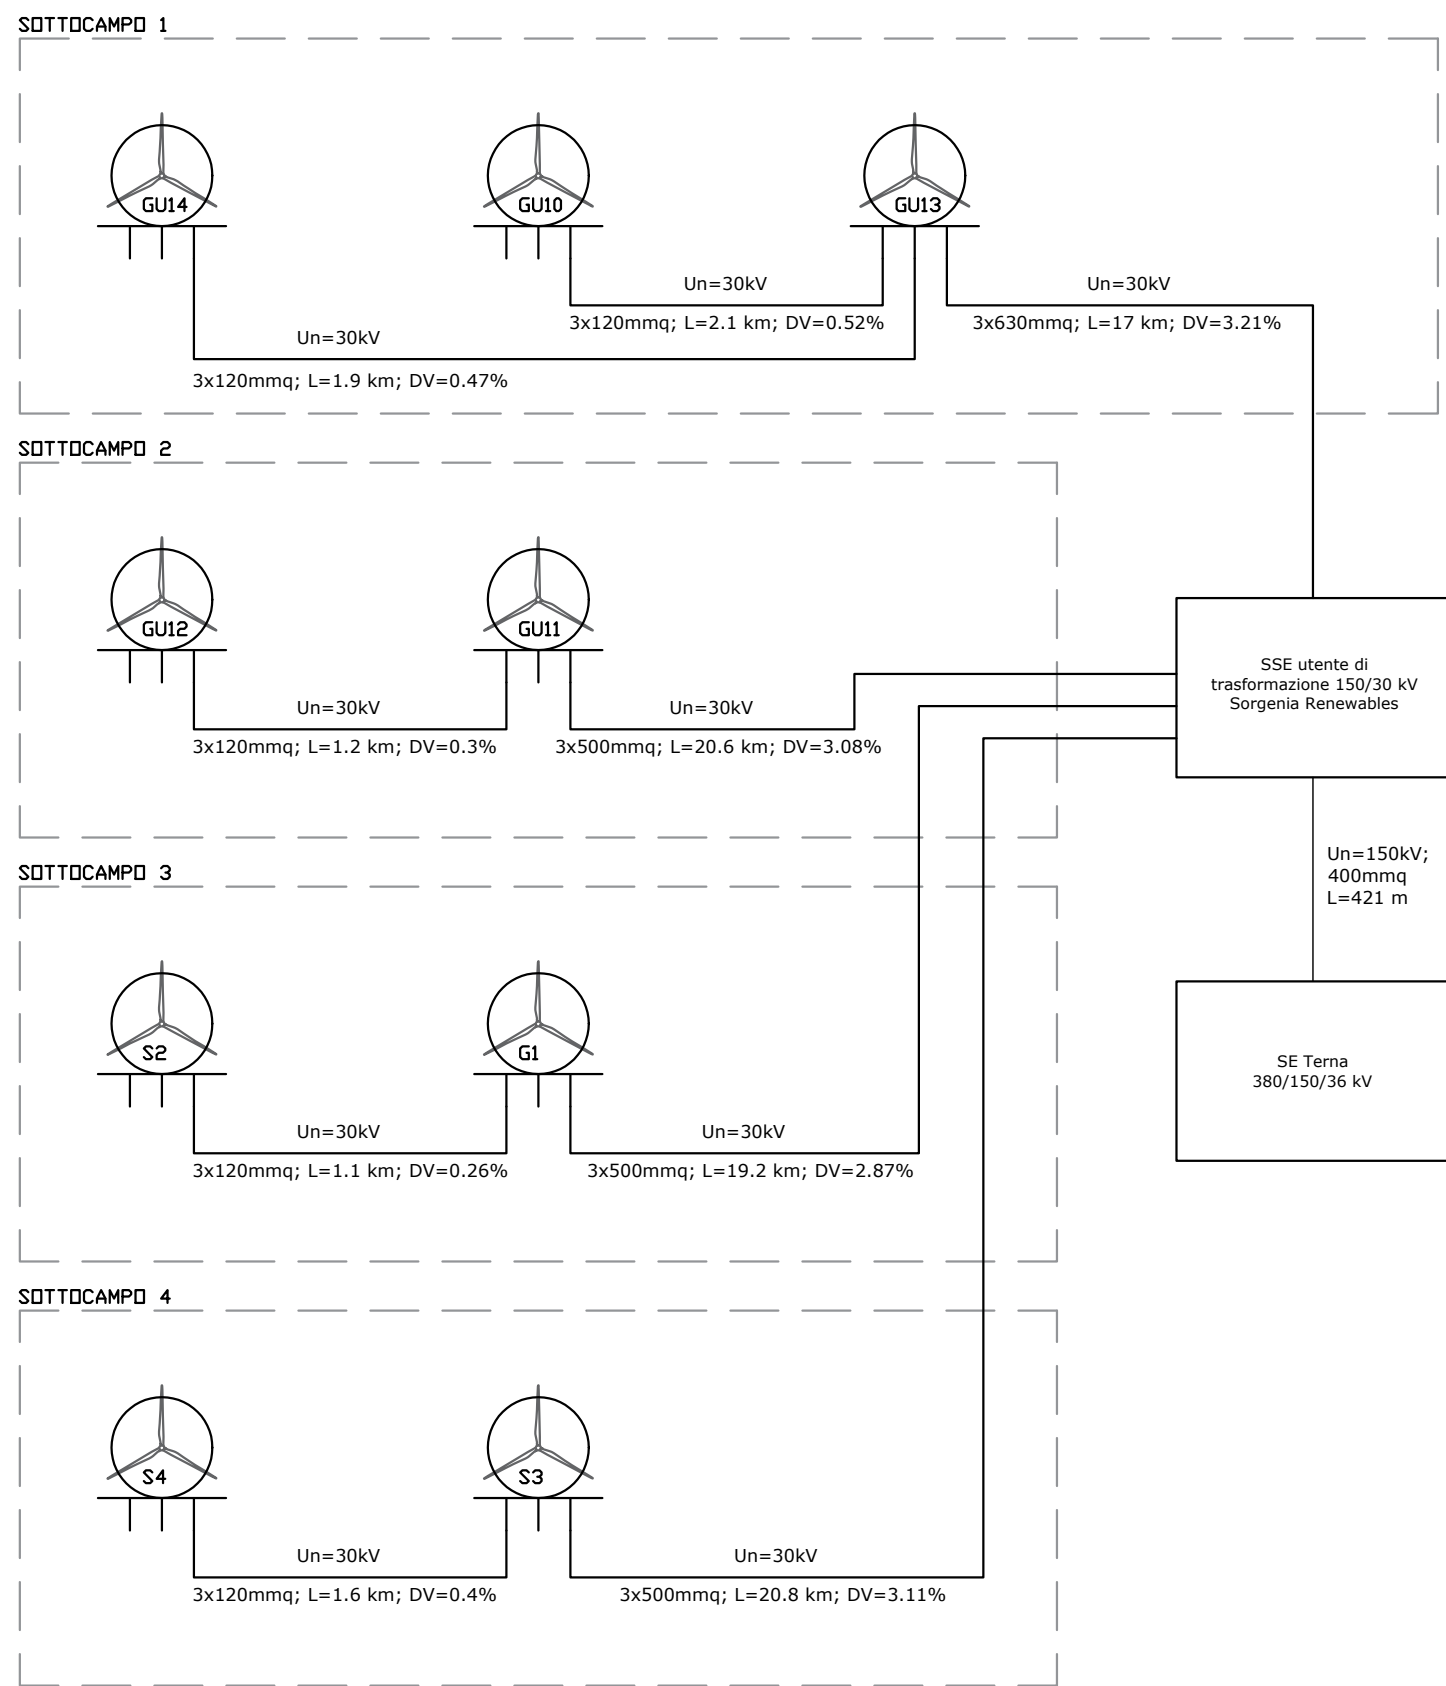 SOTTOCAMPO 1
GU14
GU10
GU13
Un=30kV
3x120mmq; L=2.1 km; DV=0.52%
Un=30kV
3x630mmq; L=17 km; DV=3.21%
Un=30kV
3x120mmq; L=1.9 km; DV=0.47%
SOTTOCAMPO 2
GU12
GU11
Un=30kV
3x120mmq; L=1.2 km; DV=0.3%
Un=30kV
3x500mmq; L=20.6 km; DV=3.08%
SSE utente di
trasformazione 150/30 kV
Sorgenia Renewables
Un=150kV;
400mmq
L=421 m
SE Terna
380/150/36 kV
SOTTOCAMPO 3
S2
G1
Un=30kV
3x120mmq; L=1.1 km; DV=0.26%
Un=30kV
3x500mmq; L=19.2 km; DV=2.87%
SOTTOCAMPO 4
S4
S3
Un=30kV
3x120mmq; L=1.6 km; DV=0.4%
Un=30kV
3x500mmq; L=20.8 km; DV=3.11%